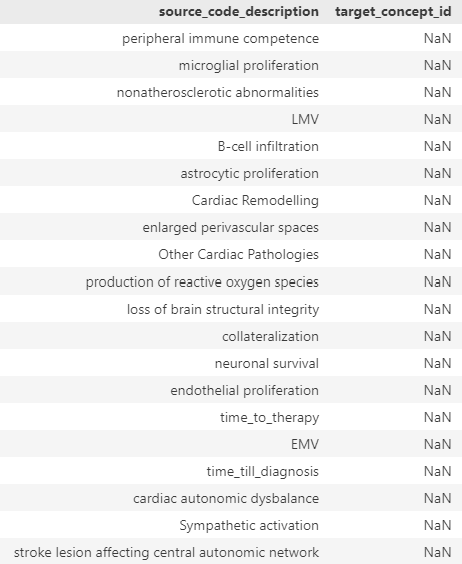 source_code_description target_concept_id
peripheral immune competence NaN
microglial proliferation NaN
nonatherosclerotic abnormalities NaN
LMV NaN
B-cell infiltration NaN
astrocytic proliferation NaN
Cardiac Remodelling NaN
enlarged perivascular spaces NaN
Other Cardiac Pathologies NaN
production of reactive oxygen species NaN
loss of brain structural integrity NaN
collateralization NaN
neuronal survival NaN
endothelial proliferation NaN
time_to_therapy NaN
EMV NaN
time_till_diagnosis NaN
cardiac autonomic dysbalance NaN
Sympathetic activation NaN
stroke lesion affecting central autonomic network NaN